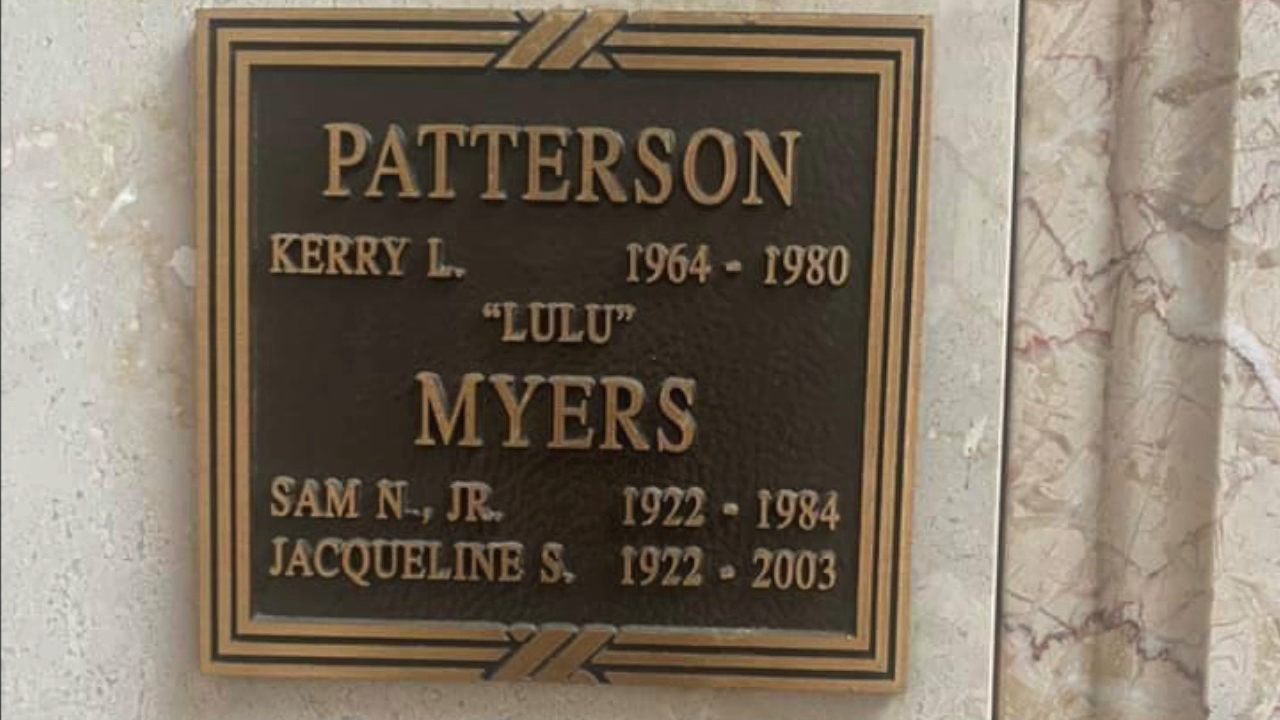 PATTERSON
KERRY L. 1964 - 1980
“LULU”
MYERS
SAM N., JR. 1922 - 1984
JACQUELINE S. 1922 - 2003